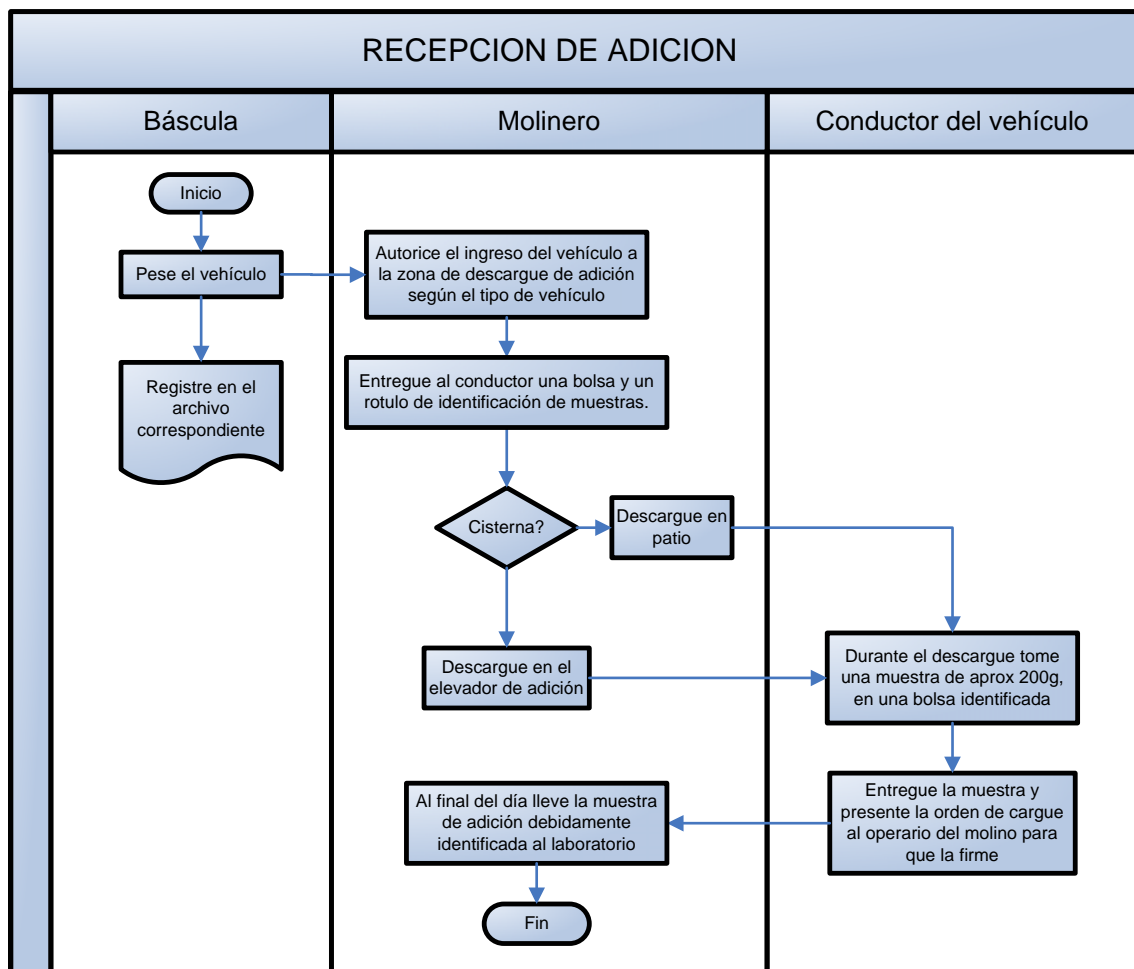 RECEPCION DE ADICION
Báscula
Molinero
Conductor del vehículo
Inicio
Pese el vehículo
Registre en el
archivo
correspondiente
Autorice el ingreso del vehículo a
la zona de descargue de adición
según el tipo de vehículo
Entregue al conductor una bolsa y un
rotulo de identificación de muestras.
Cisterna?
Descargue en
patio
Descargue en el
elevador de adición
Durante el descargue tome
una muestra de aprox 200g,
en una bolsa identificada
Entregue la muestra y
presente la orden de cargue
al operario del molino para
que la firme
Al final del día lleve la muestra
de adición debidamente
identificada al laboratorio
Fin